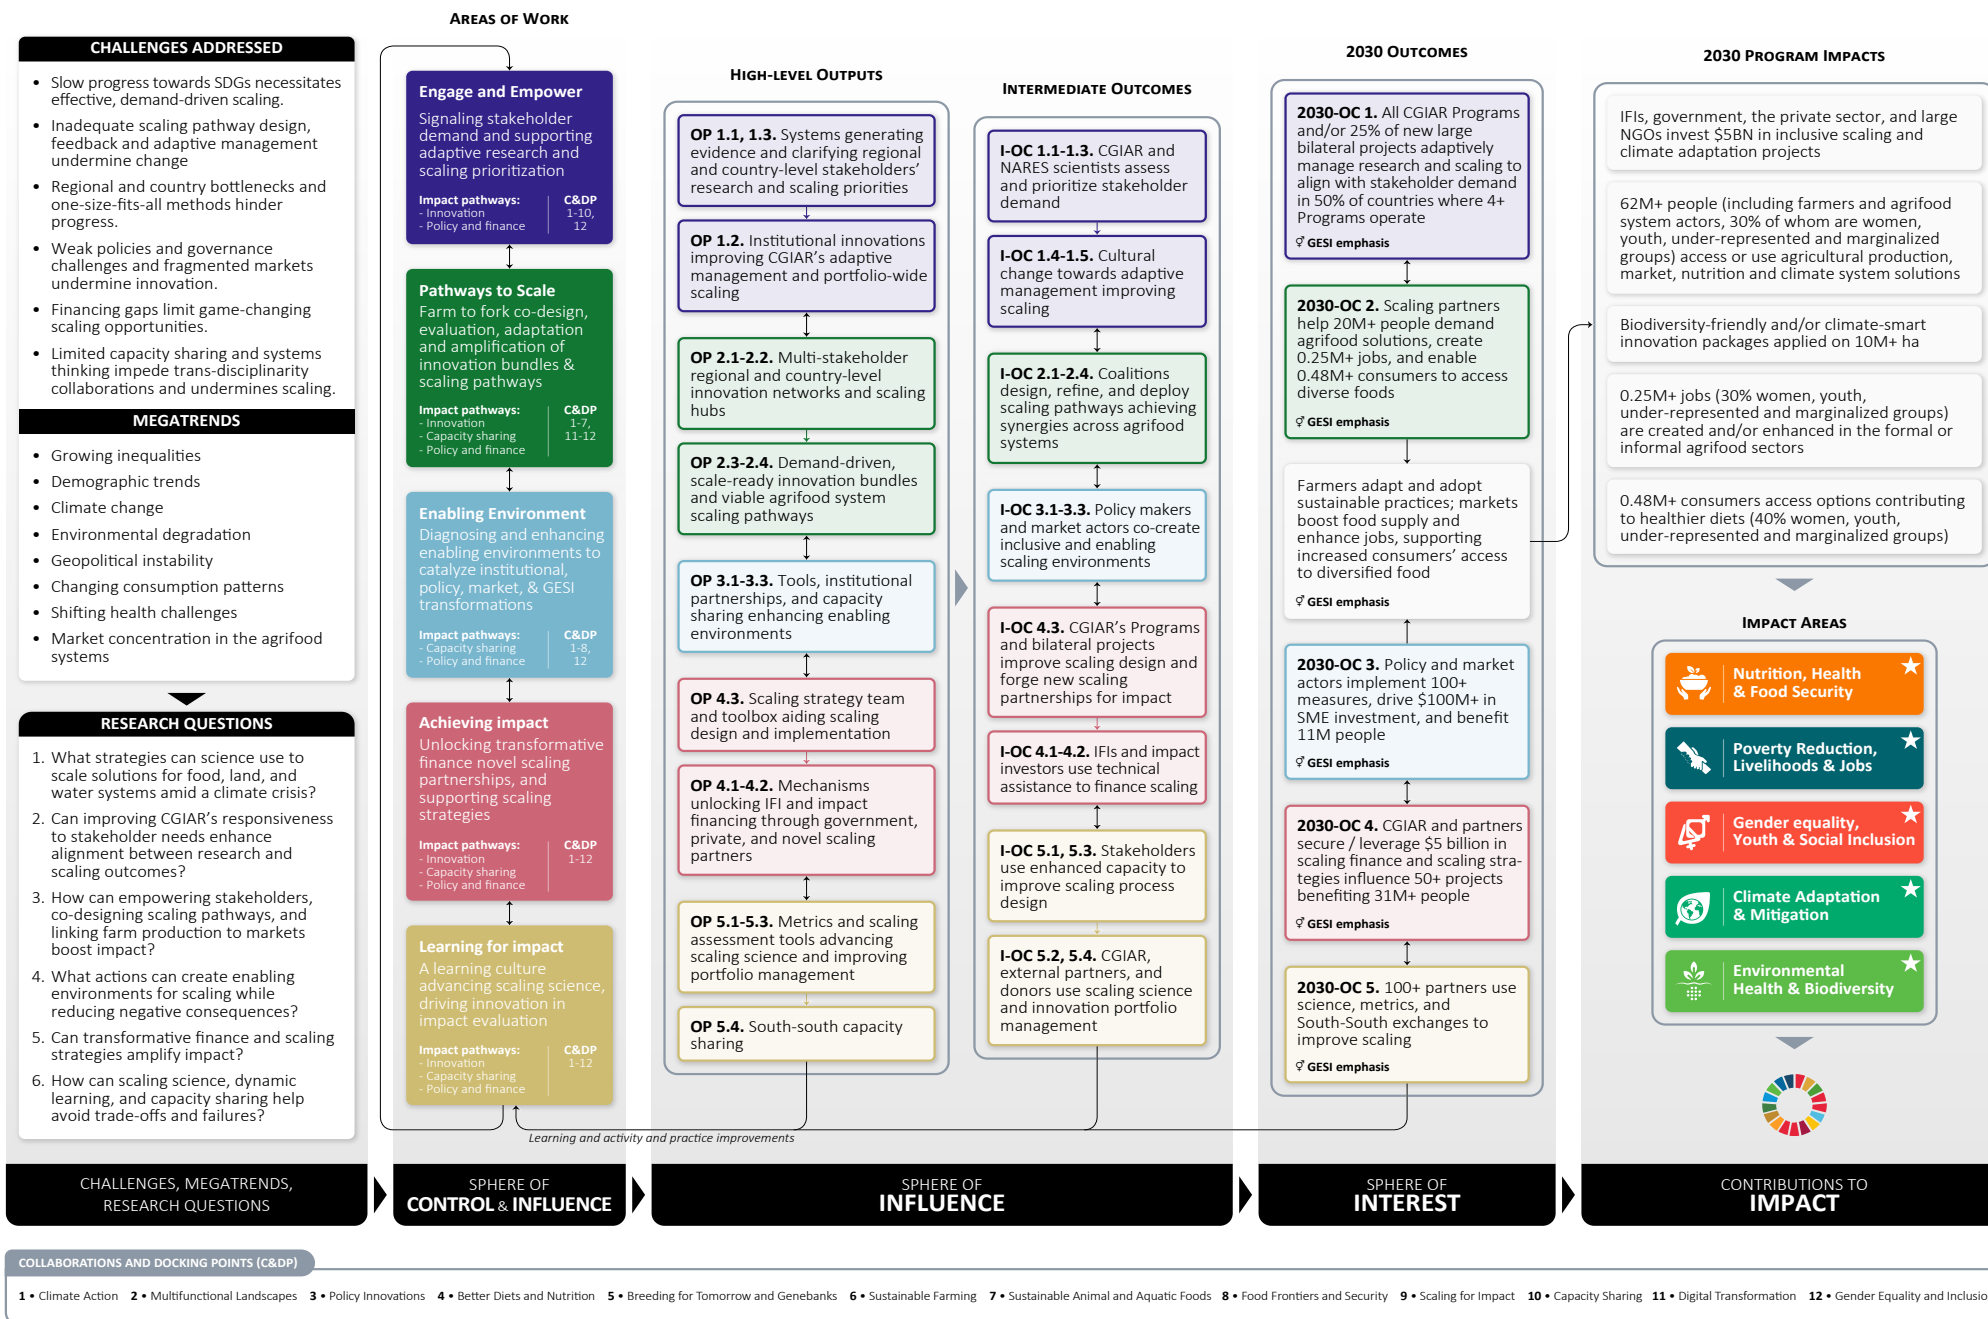 AREAS OF WORK
CHALLENGES ADDRESSED
• Slow progress towards SDGs necessitates
effective, demand-driven scaling.
• Inadequate scaling pathway design,
feedback and adaptive management
undermine change
• Regional and country bottlenecks and
one-size-fits-all methods hinder
progress.
• Weak policies and governance
challenges and fragmented markets
undermine innovation.
• Financing gaps limit game-changing
scaling opportunities.
• Limited capacity sharing and systems
thinking impede trans-disciplinarity
collaborations and undermines scaling.
MEGATRENDS
• Growing inequalities
• Demographic trends
• Climate change
• Environmental degradation
• Geopolitical instability
• Changing consumption patterns
• Shifting health challenges
• Market concentration in the agrifood
systems
RESEARCH QUESTIONS
1. What strategies can science use to
scale solutions for food, land, and
water systems amid a climate crisis?
2. Can improving CGIAR's responsiveness
to stakeholder needs enhance
alignment between research and
scaling outcomes?
3. How can empowering stakeholders,
co-designing scaling pathways, and
linking farm production to markets
boost impact?
4. What actions can create enabling
environments for scaling while
reducing negative consequences?
5. Can transformative finance and scaling
strategies amplify impact?
6. How can scaling science, dynamic
learning, and capacity sharing help
avoid trade-offs and failures?
CHALLENGES, MEGATRENDS,
RESEARCH QUESTIONS
Engage and Empower
Signaling stakeholder
demand and supporting
adaptive research and
scaling prioritization
Impact pathways: C&DP
- Innovation 1-10,
- Policy and finance 12
Pathways to Scale
Farm to fork co-design,
evaluation, adaptation
and amplification of
innovation bundles &
scaling pathways
Impact pathways: C&DP
- Innovation 1-7,
- Capacity sharing 11-12
- Policy and finance
Enabling Environment
Diagnosing and enhancing
enabling environments to
catalyze institutional,
policy, market, & GESI
transformations
Impact pathways: C&DP
- Capacity sharing 1-8,
- Policy and finance 12
Achieving impact
Unlocking transformative
finance novel scaling
partnerships, and
supporting scaling
strategies
Impact pathways: C&DP
- Innovation 1-12
- Capacity sharing
- Policy and finance
Learning for impact
A learning culture
advancing scaling science,
driving innovation in
impact evaluation
Impact pathways: C&DP
- Innovation 1-12
- Capacity sharing
- Policy and finance
Learning and activity and practice improvements
SPHERE OF
CONTROL & INFLUENCE
HIGH-LEVEL OUTPUTS
OP 1.1, 1.3. Systems generating
evidence and clarifying regional
and country-level stakeholders'
research and scaling priorities
OP 1.2. Institutional innovations
improving CGIAR's adaptive
management and portfolio-wide
scaling
OP 2.1-2.2. Multi-stakeholder
regional and country-level
innovation networks and scaling
hubs
OP 2.3-2.4. Demand-driven,
scale-ready innovation bundles
and viable agrifood system
scaling pathways
OP 3.1-3.3. Tools, institutional
partnerships, and capacity
sharing enhancing enabling
environments
OP 4.3. Scaling strategy team
and toolbox aiding scaling
design and implementation
OP 4.1-4.2. Mechanisms
unlocking IFI and impact
financing through government,
private, and novel scaling
partners
OP 5.1-5.3. Metrics and scaling
assessment tools advancing
scaling science and improving
portfolio management
OP 5.4. South-south capacity
sharing
INTERMEDIATE OUTCOMES
I-OC 1.1-1.3. CGIAR and
NARES scientists assess
and prioritize stakeholder
demand
I-OC 1.4-1.5. Cultural
change towards adaptive
management improving
scaling
I-OC 2.1-2.4. Coalitions
design, refine, and deploy
scaling pathways achieving
synergies across agrifood
systems
I-OC 3.1-3.3. Policy makers
and market actors co-create
inclusive and enabling
scaling environments
I-OC 4.3. CGIAR's Programs
and bilateral projects
improve scaling design and
forge new scaling
partnerships for impact
I-OC 4.1-4.2. IFIs and impact
investors use technical
assistance to finance scaling
I-OC 5.1, 5.3. Stakeholders
use enhanced capacity to
improve scaling process
design
I-OC 5.2, 5.4. CGIAR,
external partners, and
donors use scaling science
and innovation portfolio
management
SPHERE OF
INFLUENCE
2030 OUTCOMES
2030-OC 1. All CGIAR Programs
and/or 25% of new large
bilateral projects adaptively
manage research and scaling to
align with stakeholder demand
in 50% of countries where 4+
Programs operate
⚥ GESI emphasis
2030-OC 2. Scaling partners
help 20M+ people demand
agrifood solutions, create
0.25M+ jobs, and enable
0.48M+ consumers to access
diverse foods
⚥ GESI emphasis
Farmers adapt and adopt
sustainable practices; markets
boost food supply and
enhance jobs, supporting
increased consumers' access
to diversified food
⚥ GESI emphasis
2030-OC 3. Policy and market
actors implement 100+
measures, drive $100M+ in
SME investment, and benefit
11M people
⚥ GESI emphasis
2030-OC 4. CGIAR and partners
secure / leverage $5 billion in
scaling finance and scaling stra-
tegies influence 50+ projects
benefiting 31M+ people
⚥ GESI emphasis
2030-OC 5. 100+ partners use
science, metrics, and
South-South exchanges to
improve scaling
⚥ GESI emphasis
SPHERE OF
INTEREST
2030 PROGRAM IMPACTS
IFIs, government, the private sector, and large
NGOs invest $5BN in inclusive scaling and
climate adaptation projects
62M+ people (including farmers and agrifood
system actors, 30% of whom are women,
youth, under-represented and marginalized
groups) access or use agricultural production,
market, nutrition and climate system solutions
Biodiversity-friendly and/or climate-smart
innovation packages applied on 10M+ ha
0.25M+ jobs (30% women, youth,
under-represented and marginalized groups)
are created and/or enhanced in the formal or
informal agrifood sectors
0.48M+ consumers access options contributing
to healthier diets (40% women, youth,
under-represented and marginalized groups)
IMPACT AREAS
Nutrition, Health
& Food Security
Poverty Reduction,
Livelihoods & Jobs
Gender equality,
Youth & Social Inclusion
Climate Adaptation
& Mitigation
Environmental
Health & Biodiversity
CONTRIBUTIONS TO
IMPACT
COLLABORATIONS AND DOCKING POINTS (C&DP)
1 • Climate Action 2 • Multifunctional Landscapes 3 • Policy Innovations 4 • Better Diets and Nutrition 5 • Breeding for Tomorrow and Genebanks 6 • Sustainable Farming 7 • Sustainable Animal and Aquatic Foods 8 • Food Frontiers and Security 9 • Scaling for Impact 10 • Capacity Sharing 11 • Digital Transformation 12 • Gender Equality and Inclusio